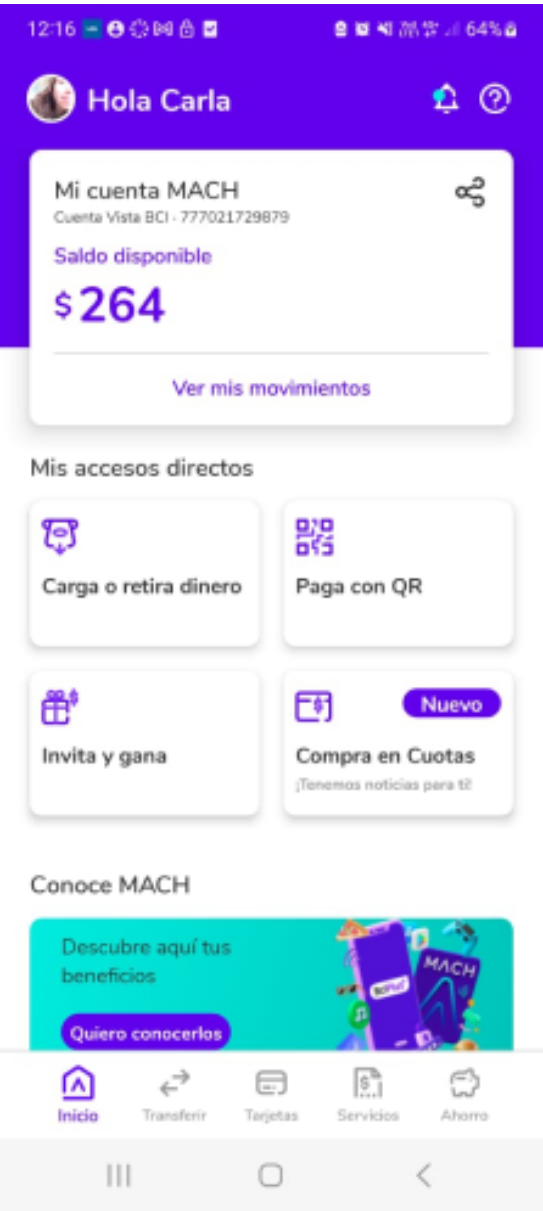 12:16
64%
Hola Carla
Mi cuenta MACH
Cuenta Vista BCI - 777021729879
Saldo disponible
$ 264
Ver mis movimientos
Mis accesos directos
Carga o retira dinero
Paga con QR
Invita y gana
Nuevo
Compra en Cuotas
¡Tenemos noticias para ti!
Conoce MACH
Descubre aquí tus
beneficios
Quiero conocerlos
MACH
Inicio
Transferir
Tarjetas
Servicios
Ahorro